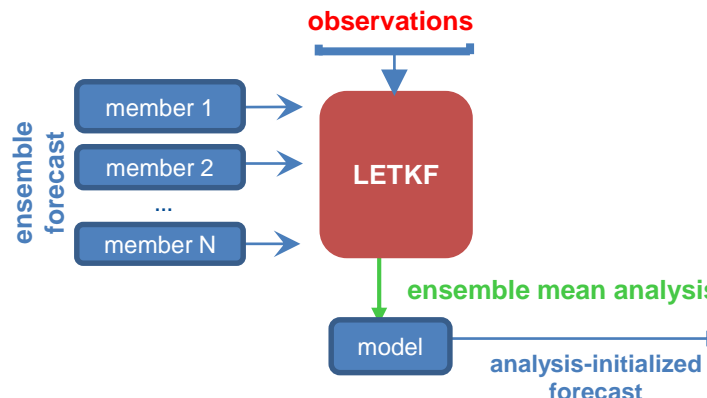 observations
ensemble
forecast
member 1
member 2
...
member N
LETKF
ensemble mean analysis
model
analysis-initialized
forecast